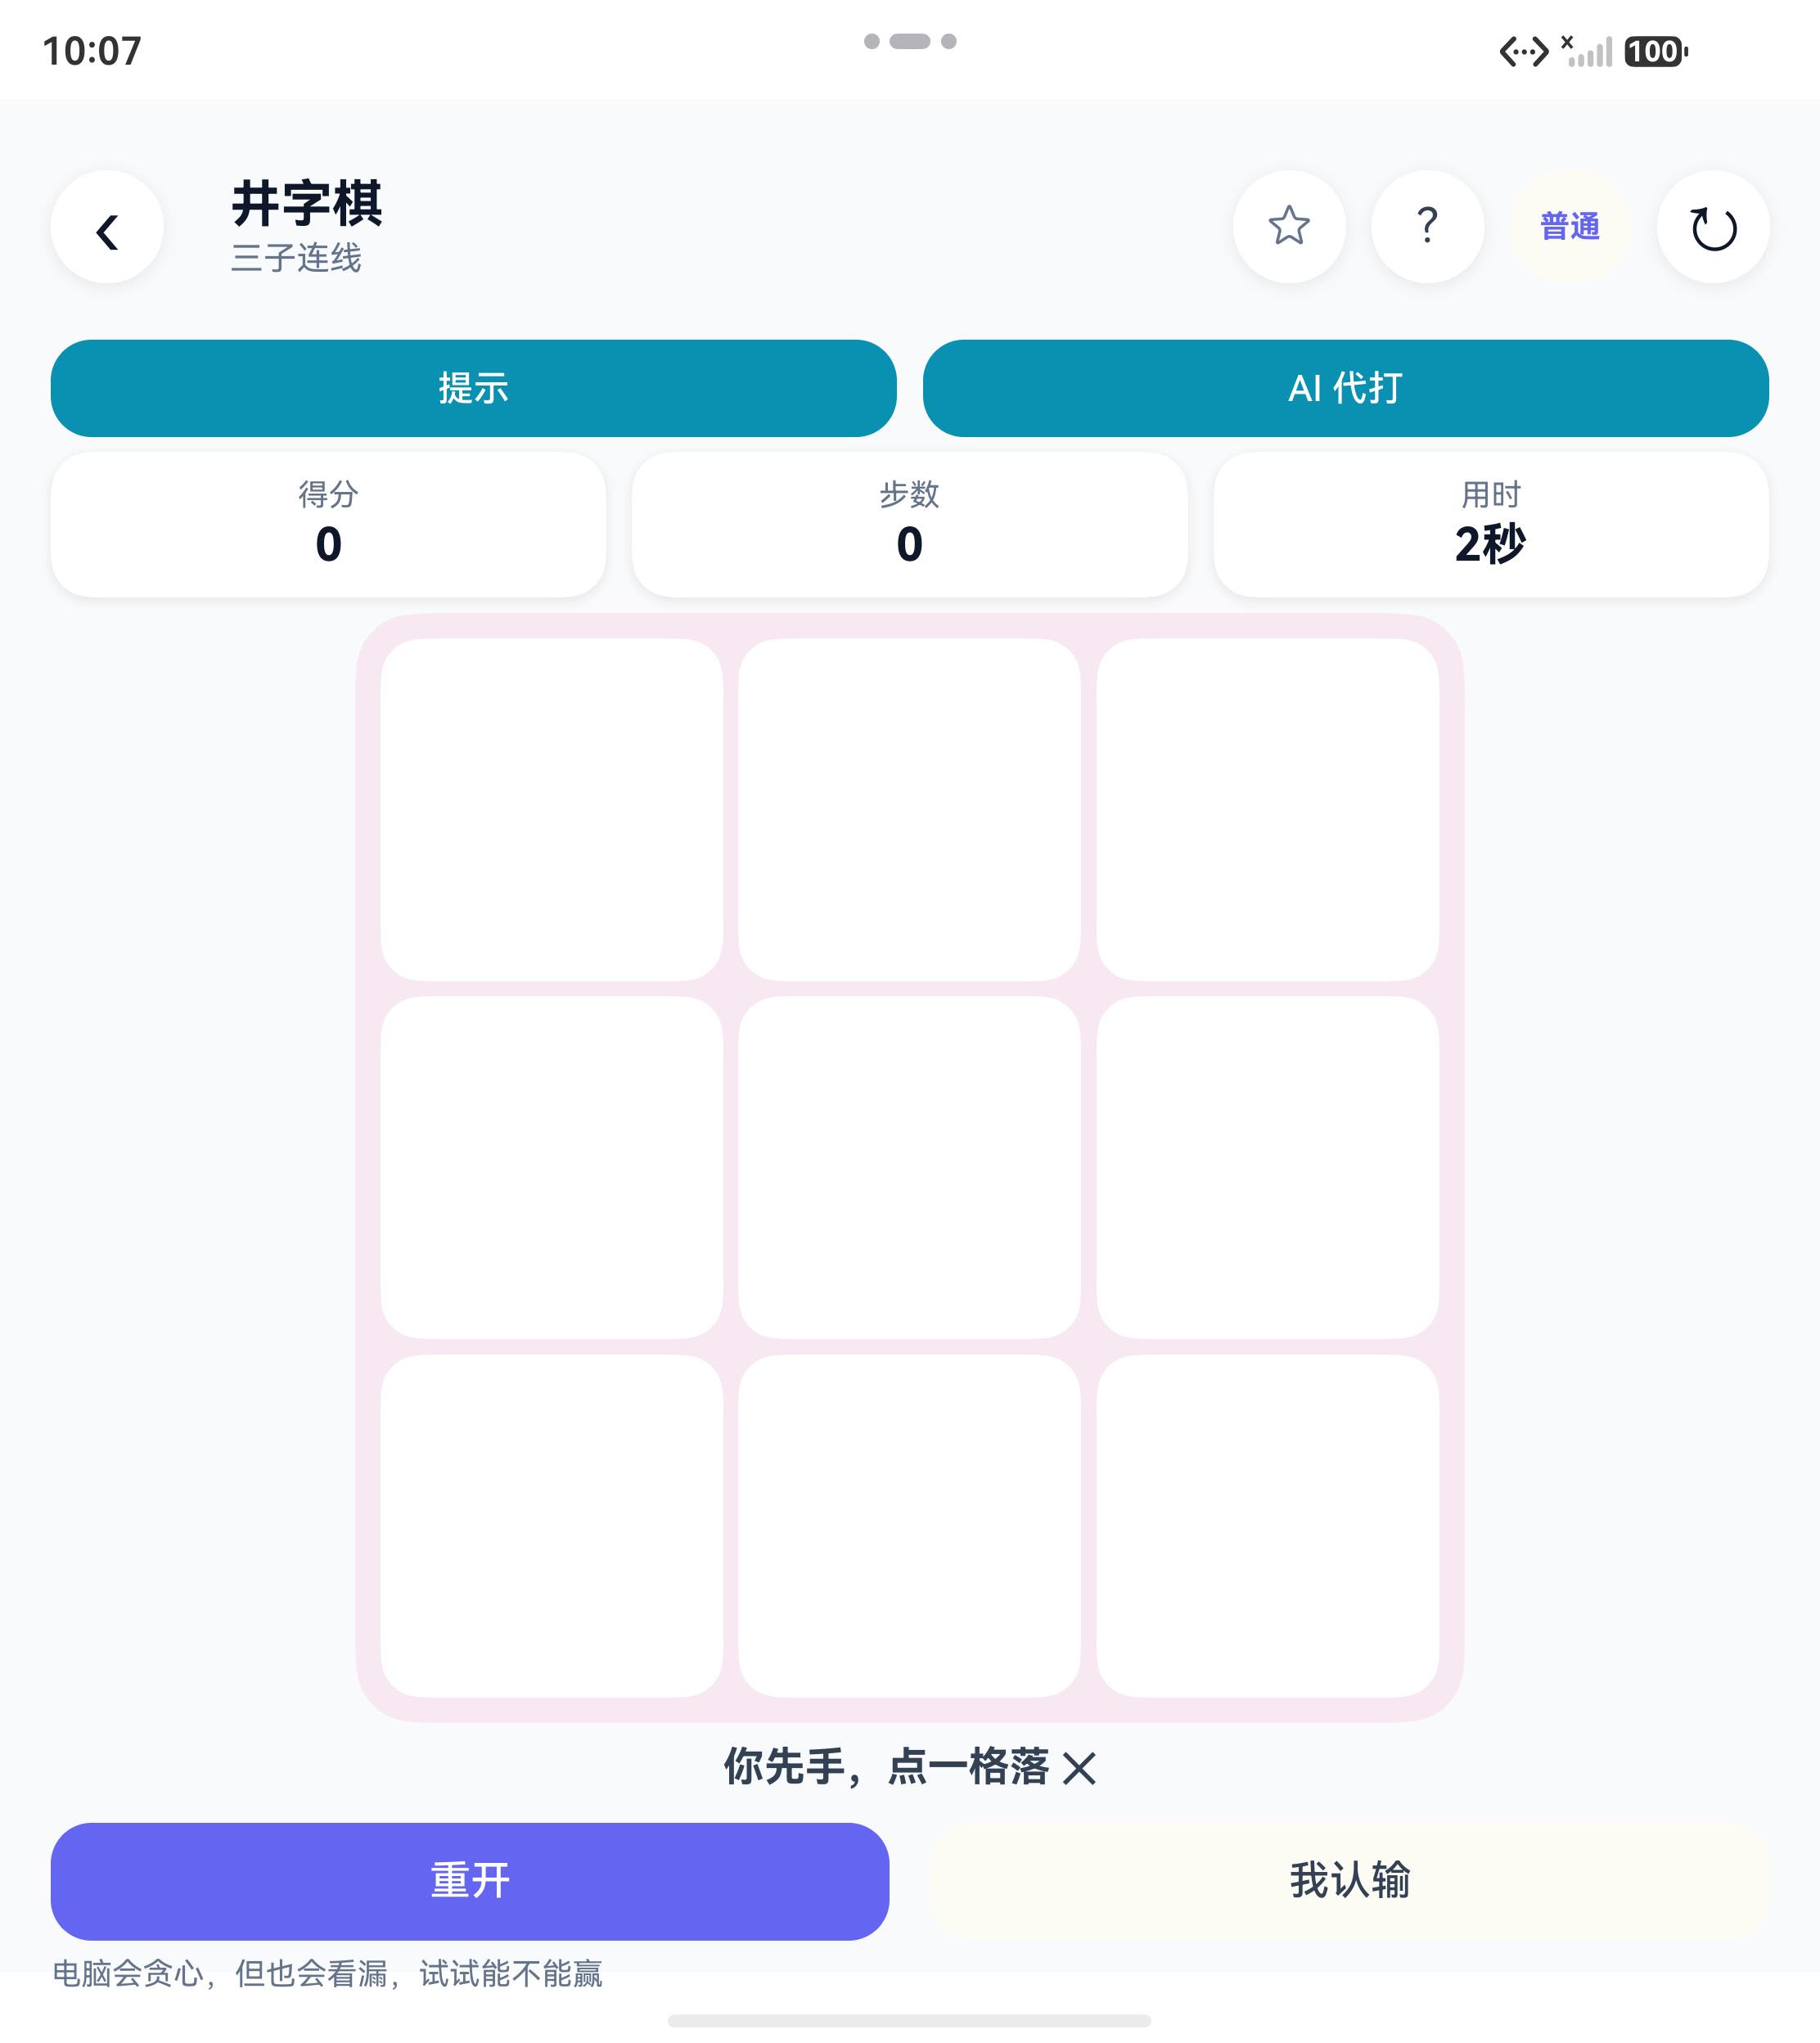 10:07
100
井字棋
三子连线
?
普通
提示
AI 代打
得分
步数
用时
0
0
2秒
你先手，点一格落 ×
重开
我认输
电脑会贪心，但也会看漏，试试能不能赢